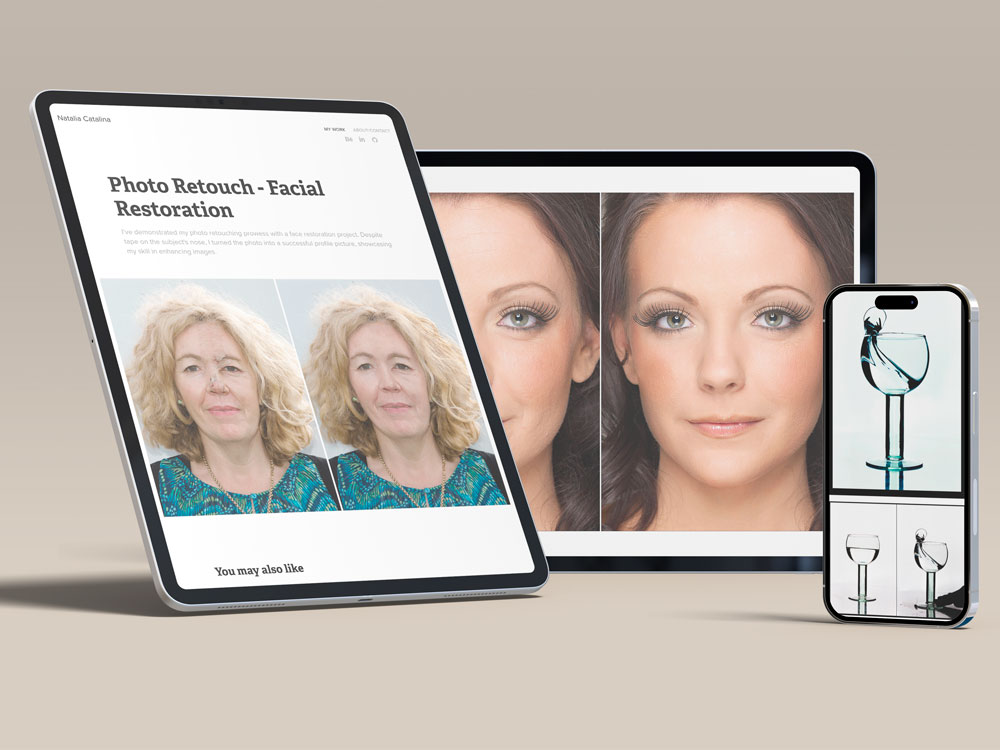 Natalia Catalina
MY WORK ABOUT/CONTACT
Be in
Photo Retouch - Facial
Restoration
I've demonstrated my photo retouching prowess with a face restoration project. Despite
tape on the subject's nose, I turned the photo into a successful profile picture, showcasing
my skill in enhancing images.
You may also like